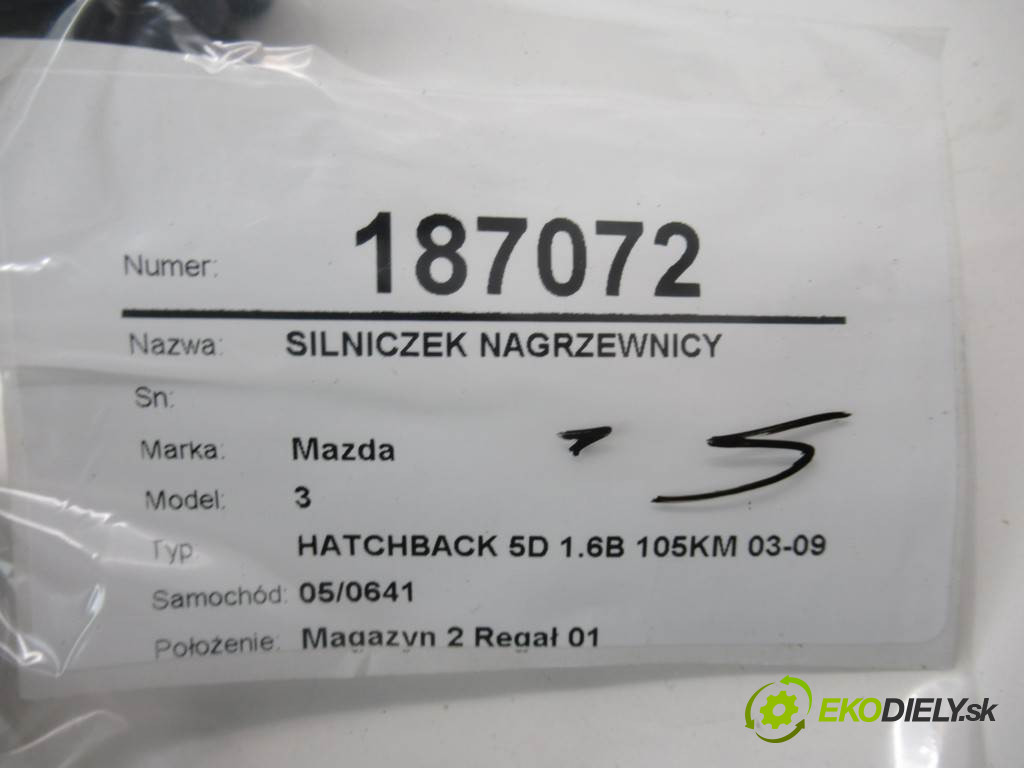 Numer: 187072
Nazwa: SILNICZEK NAGRZEWNICY
Sn:
Marka: Mazda
Model: 3
Typ HATCHBACK 5D 1.6B 105KM 03-09
Samochód: 05/0641
Położenie: Magazyn 2 Regał 01
EKODIELY.sk